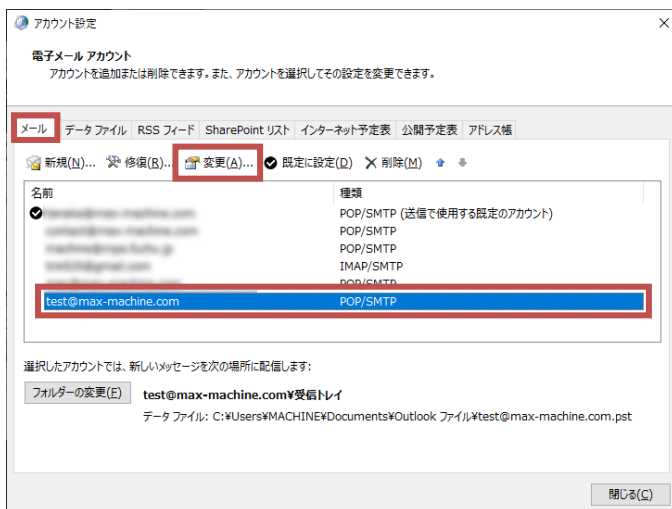 アカウント設定
電子メール アカウント
アカウントを追加または削除できます。また、アカウントを選択してその設定を変更できます。
メール データ ファイル RSS フィード SharePoint リスト インターネット予定表 公開予定表 アドレス帳
新規(N)... 修復(R)... 変更(A)... 既定に設定(D) 削除(M)
名前 種類
POP/SMTP (送信で使用する既定のアカウント)
POP/SMTP
POP/SMTP
IMAP/SMTP
POP/SMTP
test@max-machine.com POP/SMTP
選択したアカウントでは、新しいメッセージを次の場所に配信します:
フォルダーの変更(F) test@max-machine.com¥受信トレイ
データ ファイル: C:¥Users¥MACHINE¥Documents¥Outlook ファイル¥test@max-machine.com.pst
閉じる(C)